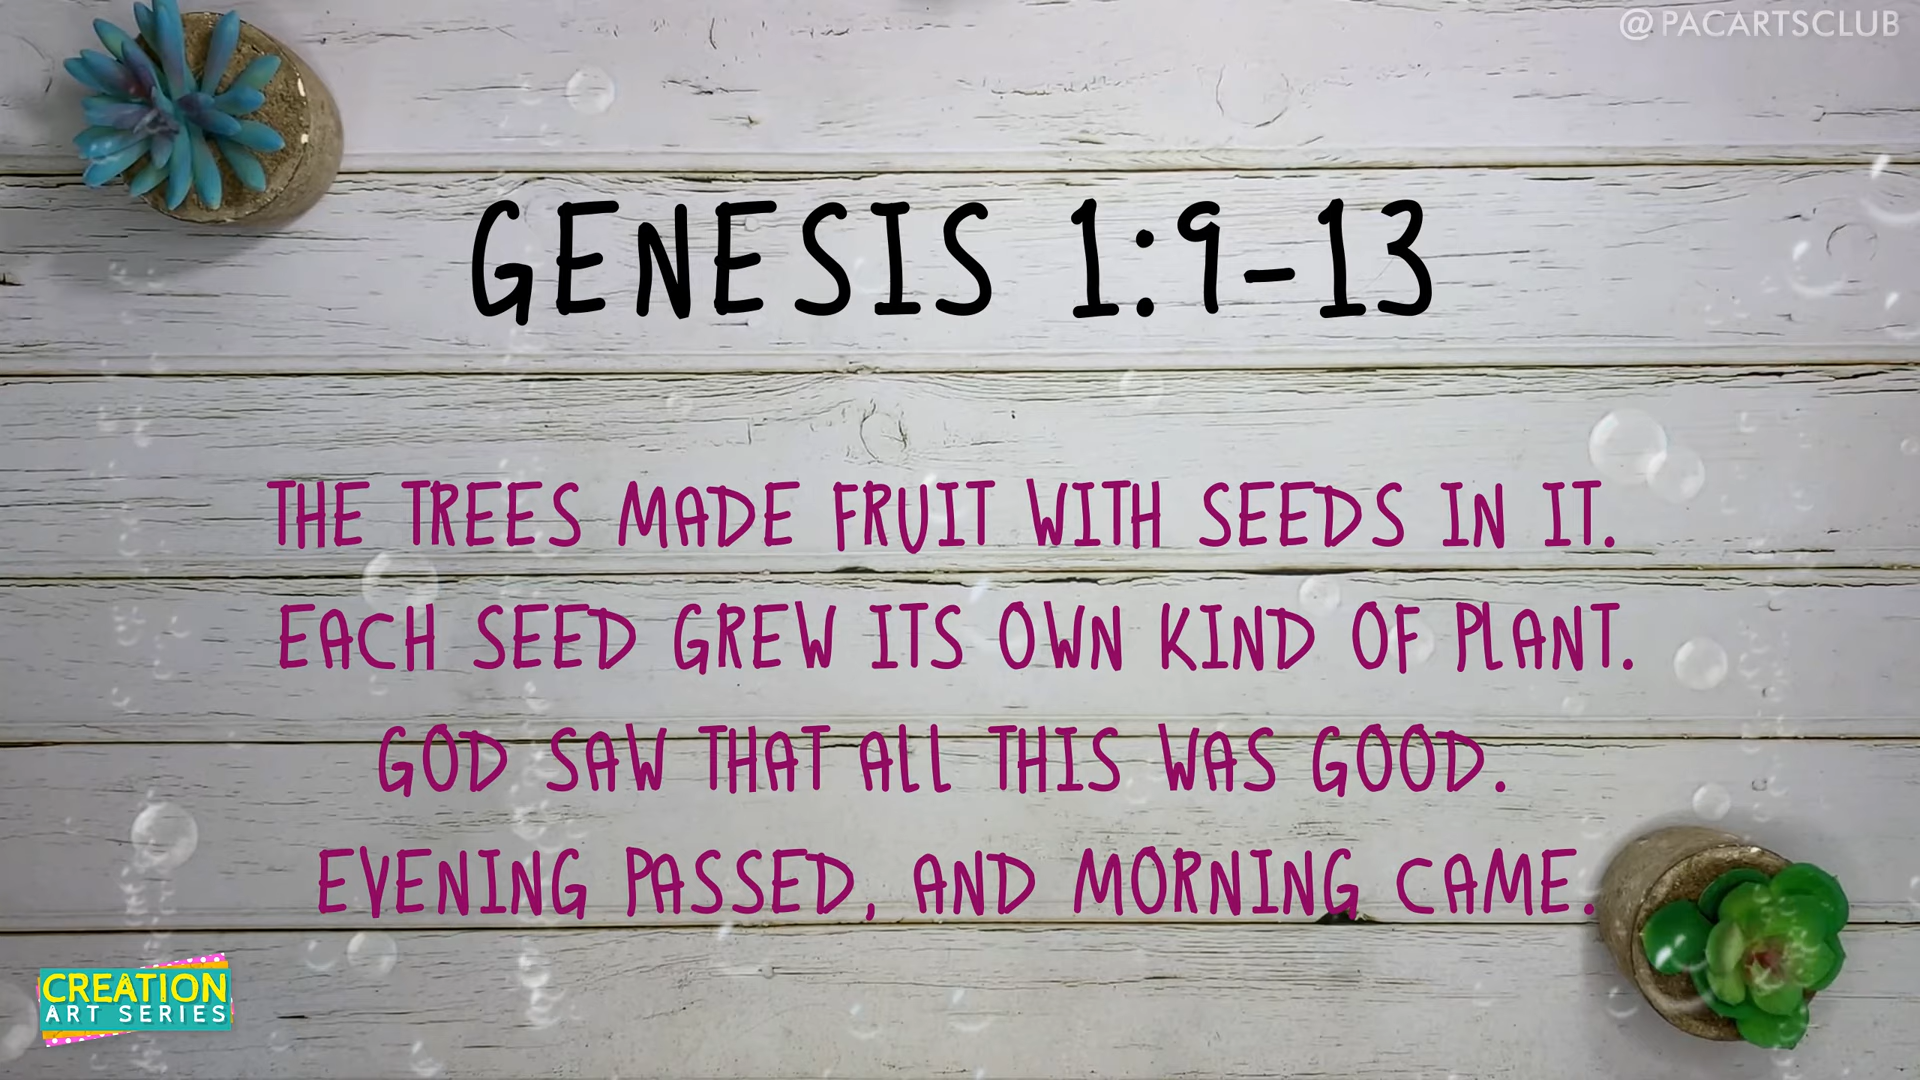 @PACARTSCLUB
GENESIS 1:9-13
THE TREES MADE FRUIT WITH SEEDS IN IT.
EACH SEED GREW ITS OWN KIND OF PLANT.
GOD SAW THAT ALL THIS WAS GOOD.
EVENING PASSED, AND MORNING CAME.
CREATION
ART SERIES